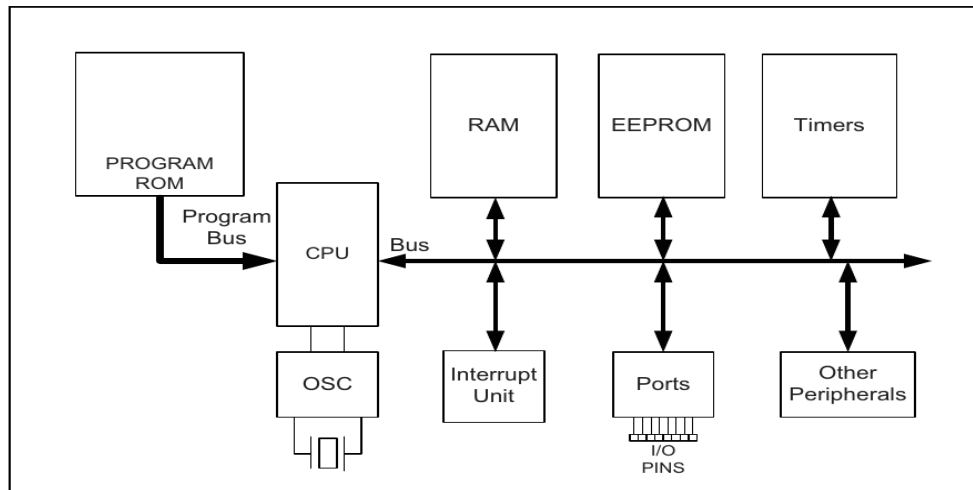 PROGRAM
ROM
Program
Bus
CPU
OSC
Bus
RAM
EEPROM
Timers
Interrupt
Unit
Ports
I/O
PINS
Other
Peripherals